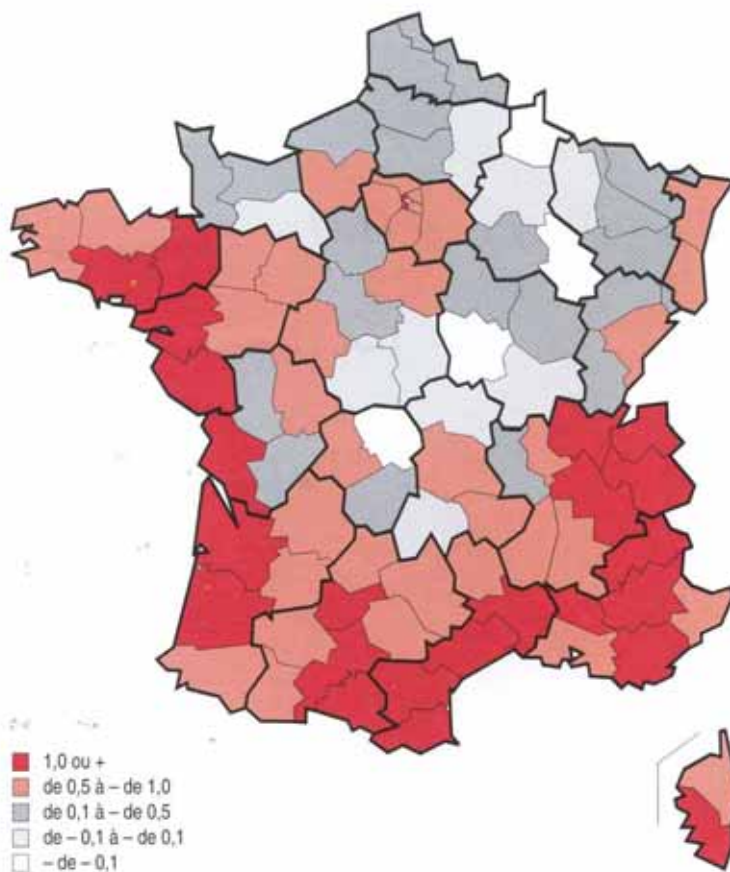 1,0 ou +
de 0,5 à – de 1,0
de 0,1 à – de 0,5
de – 0,1 à – de 0,1
– de – 0,1